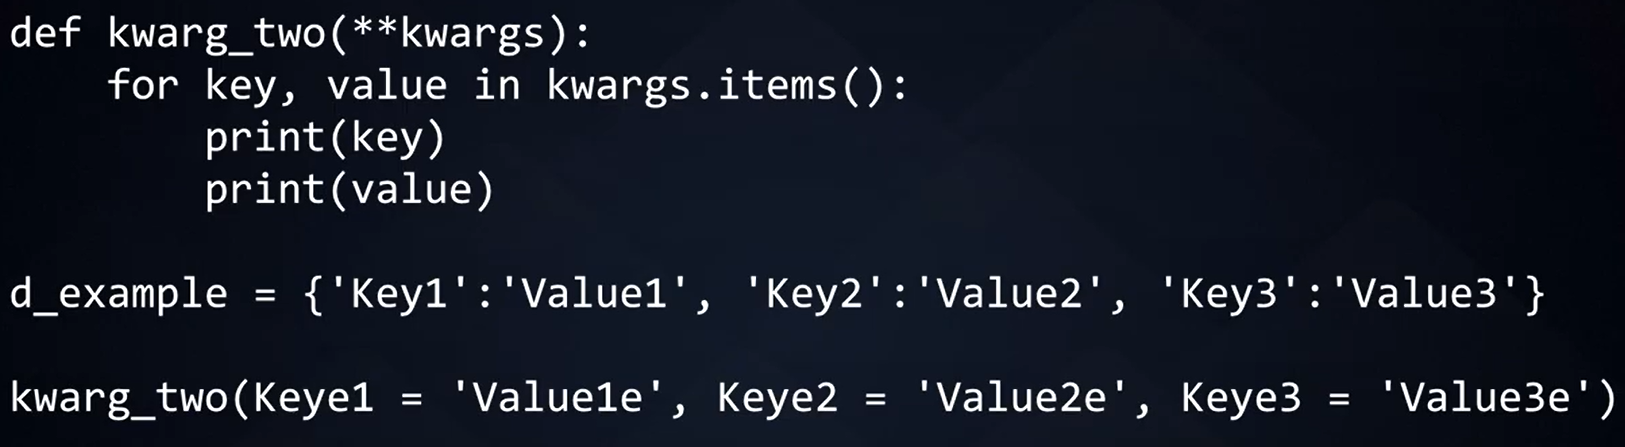 def kwarg_two(**kwargs):
    for key, value in kwargs.items():
        print(key)
        print(value)
d_example = {'Key1':'Value1', 'Key2':'Value2', 'Key3':'Value3'}
kwarg_two(Keye1 = 'Value1e', Keye2 = 'Value2e', Keye3 = 'Value3e')